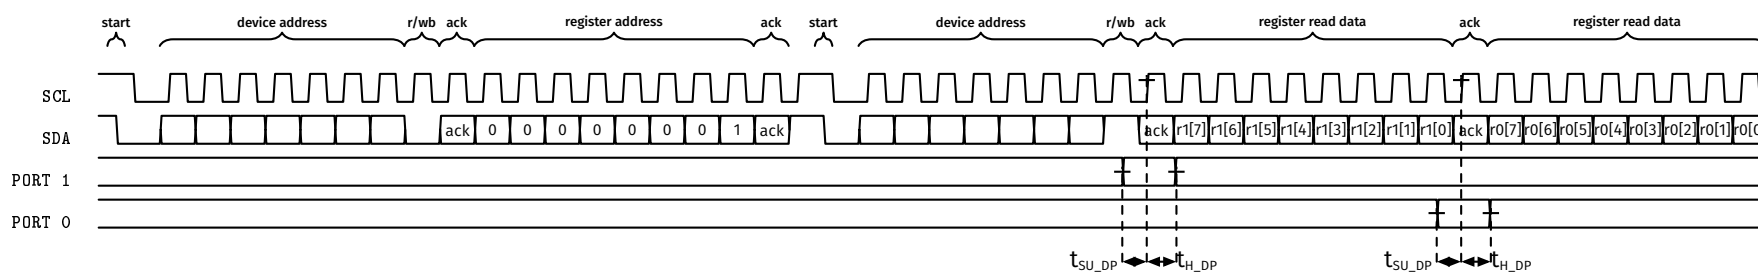 start device address r/wb ack register address ack start device address r/wb ack register read data ack register read data
SCL
SDA ack 0 0 0 0 0 0 0 1 ack ack r1[7] r1[6] r1[5] r1[4] r1[3] r1[2] r1[1] r1[0] ack r0[7] r0[6] r0[5] r0[4] r0[3] r0[2] r0[1]
PORT 1
PORT 0
tSU_DP tH_DP tSU_DP tH_DP